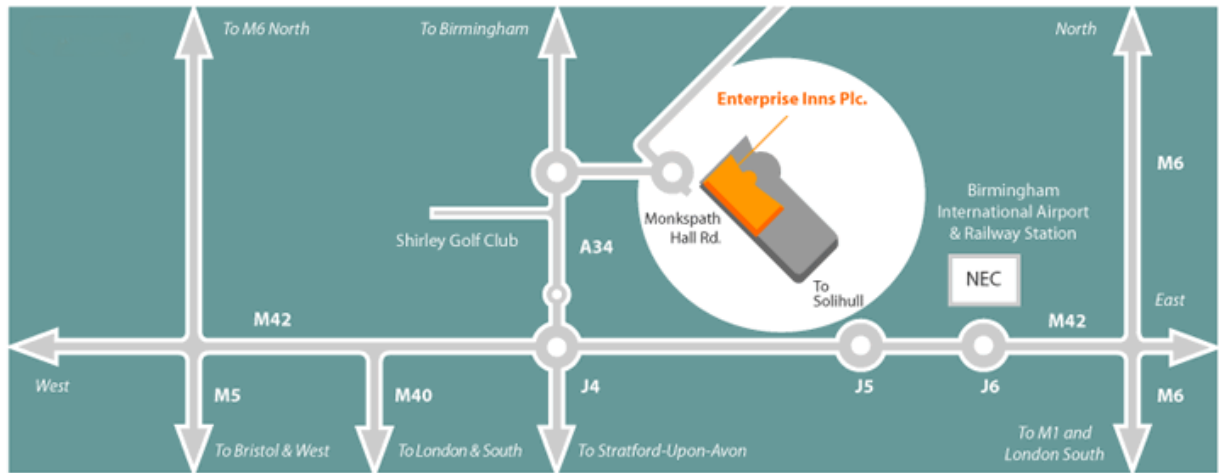 To M6 North
To Birmingham
North
Enterprise Inns Plc.
M6
Birmingham
International Airport
& Railway Station
Monkspath
Hall Rd.
Shirley Golf Club
A34
NEC
To
Solihull
East
M42
M42
West
M5
M40
J4
J5
J6
M6
To Bristol & West
To London & South
To Stratford-Upon-Avon
To M1 and
London South